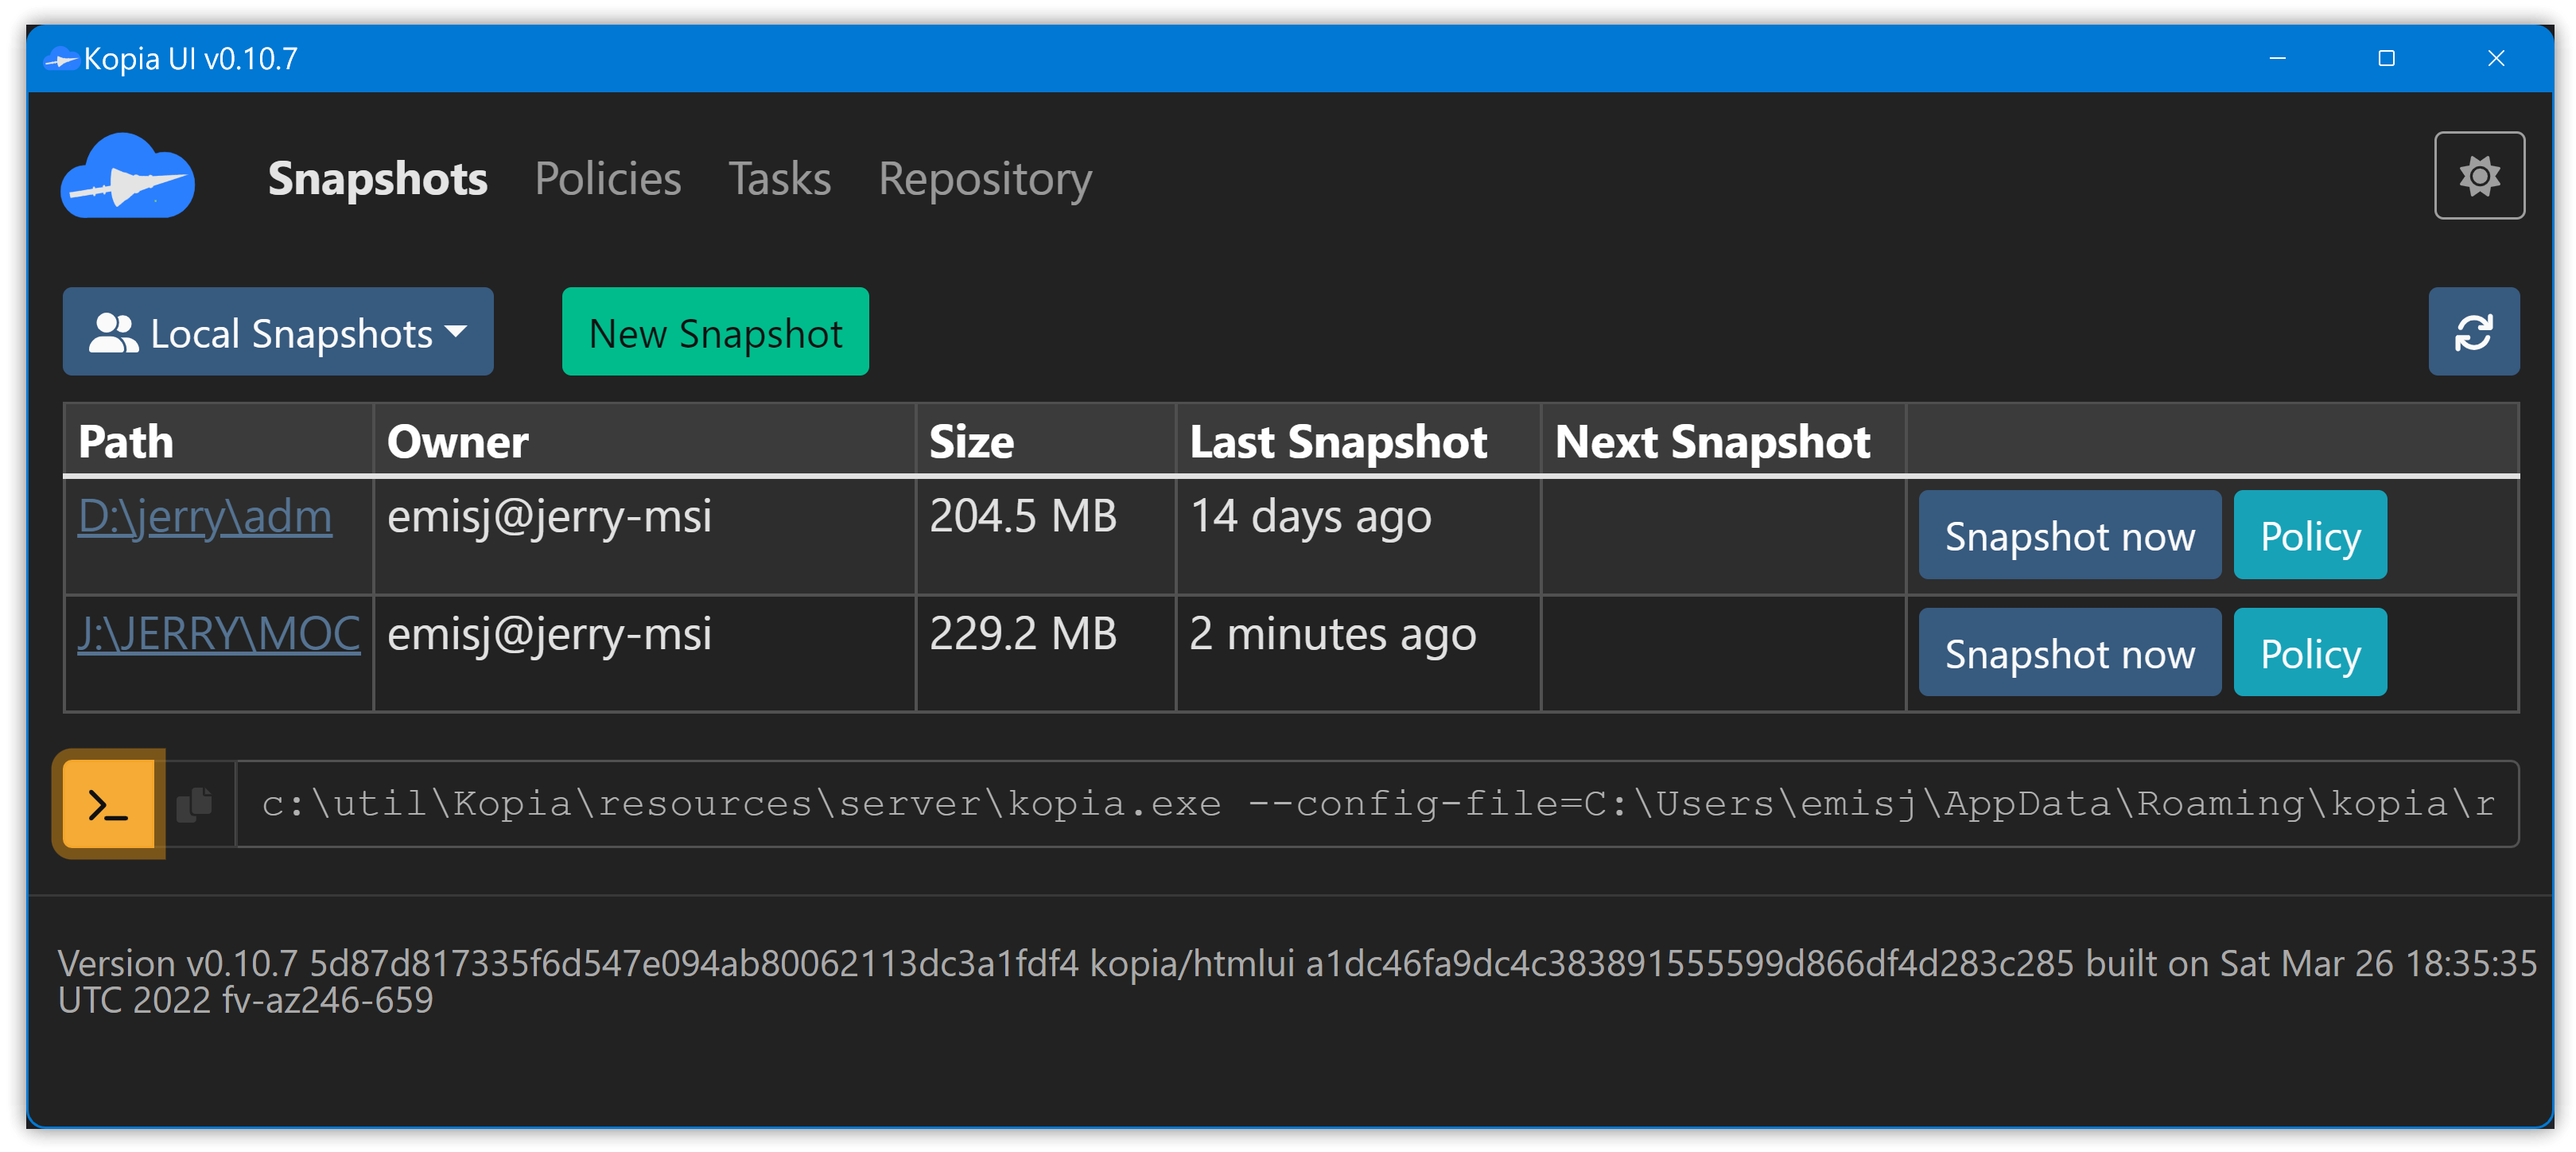 Kopia UI v0.10.7
Snapshots Policies Tasks Repository
Local Snapshots New Snapshot
Path Owner Size Last Snapshot Next Snapshot
D:\jerry\adm emisj@jerry-msi 204.5 MB 14 days ago Snapshot now Policy
J:\JERRY\MOC emisj@jerry-msi 229.2 MB 2 minutes ago Snapshot now Policy
c:\util\Kopia\resources\server\kopia.exe --config-file=C:\Users\emisj\AppData\Roaming\kopia\r
Version v0.10.7 5d87d817335f6d547e094ab80062113dc3a1fdf4 kopia/htmlui a1dc46fa9dc4c383891555599d866df4d283c285 built on Sat Mar 26 18:35:35
UTC 2022 fv-az246-659